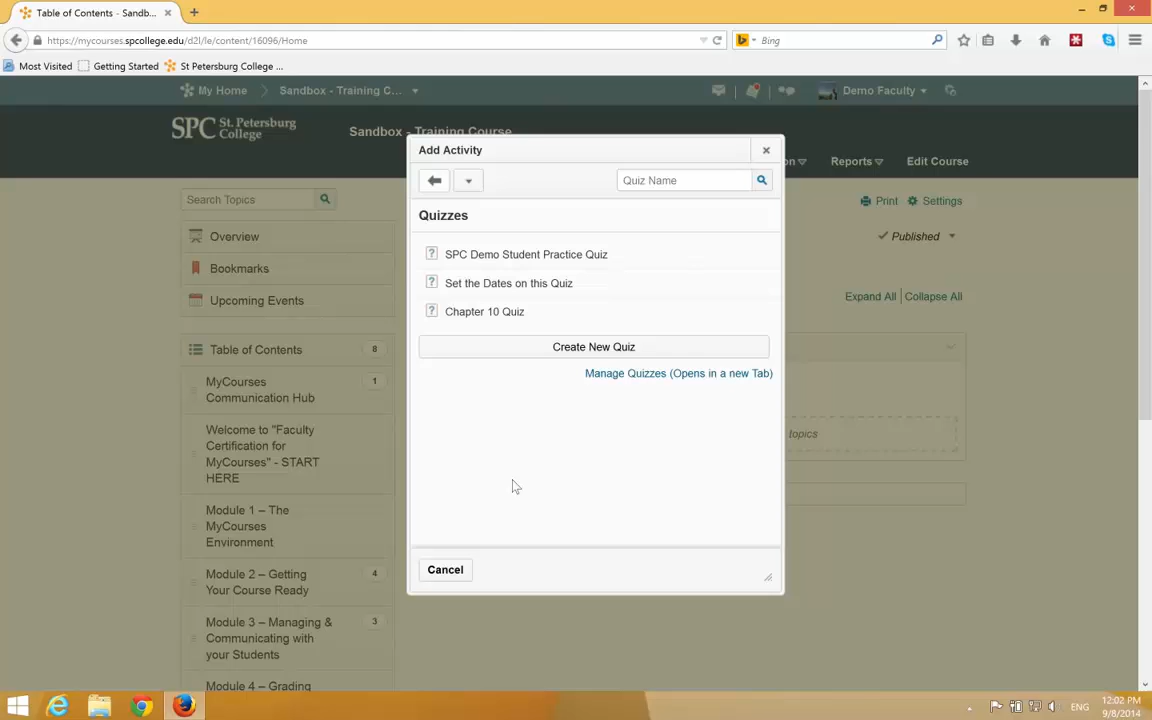 Table of Contents - Sandb...
https://mycourses.spcollege.edu/d2l/le/content/16096/Home
Bing
Most Visited
Getting Started
St Petersburg College ...
My Home
Sandbox - Training C...
Demo Faculty
SPC St. Petersburg College
Sandbox - Training Course
Reports
Edit Course
Add Activity
Quiz Name
Quizzes
SPC Demo Student Practice Quiz
Set the Dates on this Quiz
Chapter 10 Quiz
Create New Quiz
Manage Quizzes (Opens in a new Tab)
Cancel
Search Topics
Print
Settings
Overview
Published
Bookmarks
Upcoming Events
Expand All
Collapse All
Table of Contents
8
MyCourses
Communication Hub
1
topics
Welcome to "Faculty
Certification for
MyCourses" - START
HERE
Module 1 – The
MyCourses
Environment
Module 2 – Getting
Your Course Ready
4
Module 3 – Managing &
Communicating with
your Students
3
Module 4 – Grading
ENG
12:02 PM
9/8/2014